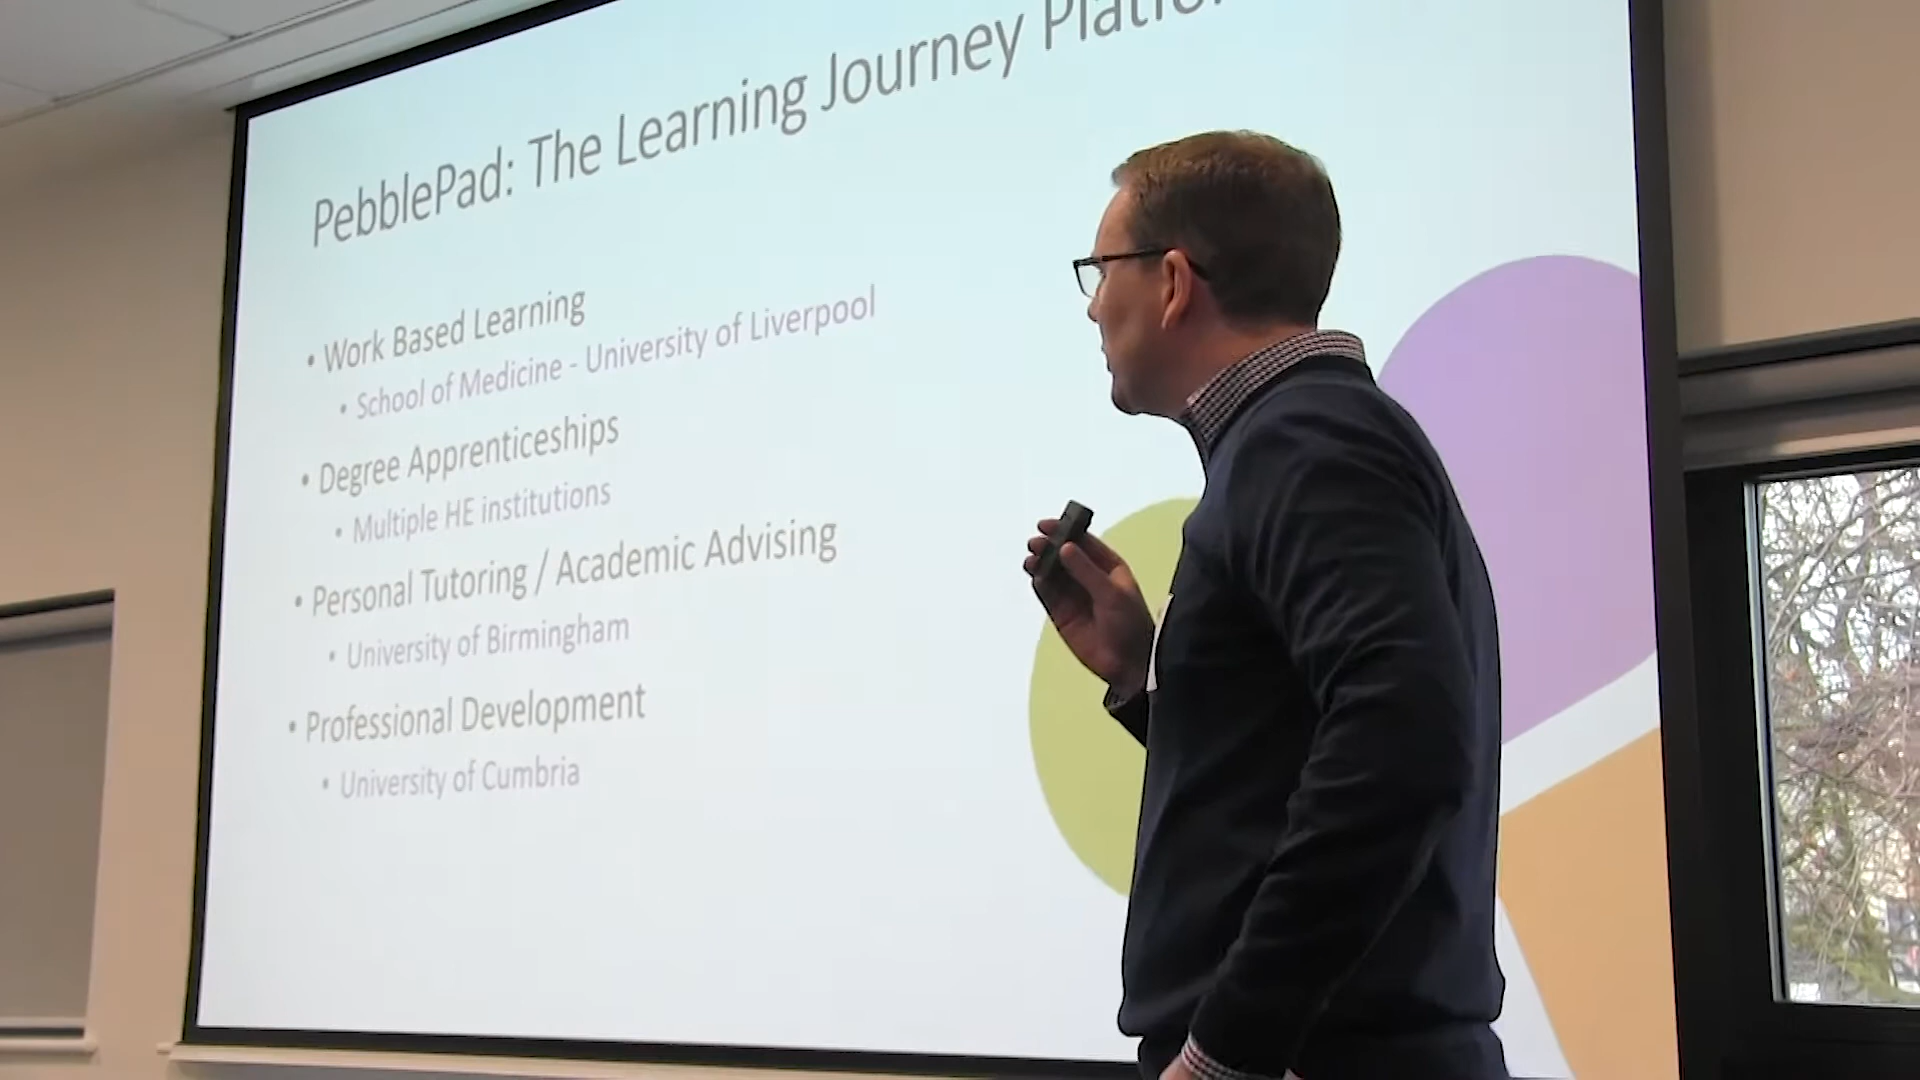 PebblePad: The Learning Journey
• Work Based Learning
• School of Medicine - University of Liverpool
• Degree Apprenticeships
• Multiple HE institutions
• Personal Tutoring / Academic Advising
• University of Birmingham
• Professional Development
• University of Cumbria